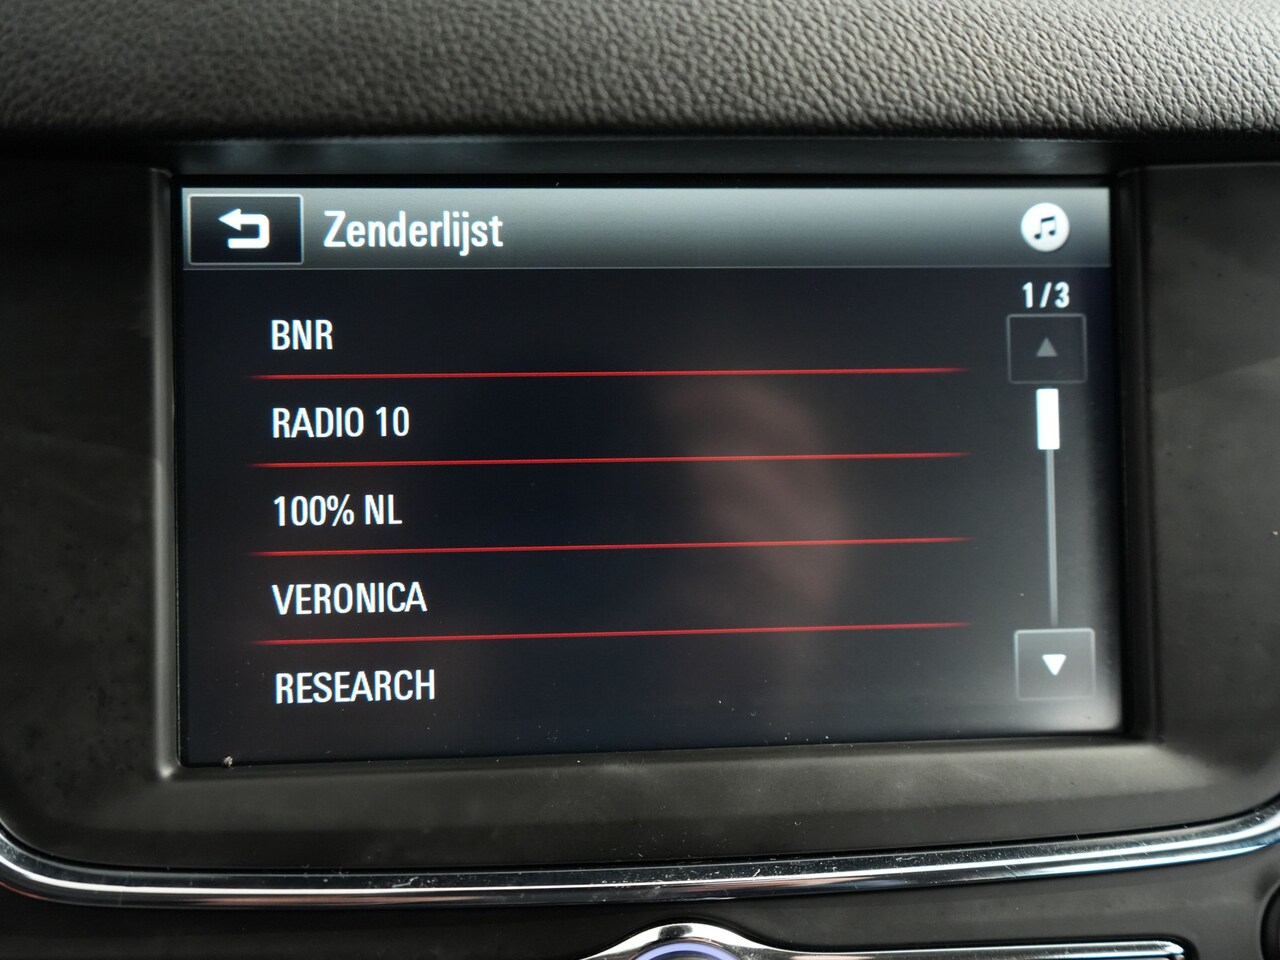 Zenderlijst
1/3
BNR
RADIO 10
100% NL
VERONICA
RESEARCH